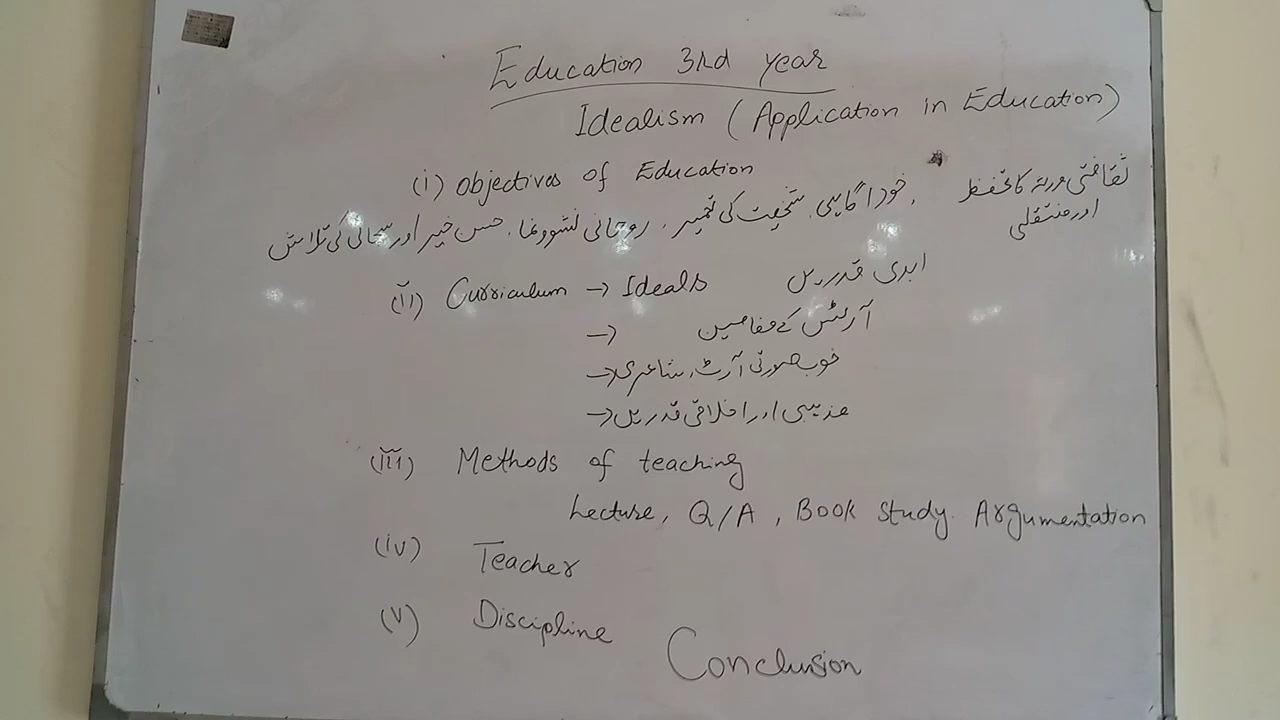 Education 3rd year
Idealism (Application in Education)
(i) Objectives of Education
ثقافتی ورثہ کا تحفظ اور منتقلی
خود آگاہی، شخصیت کی تعمیر، روحانی نشوونما، حسن خیر اور سچائی کی تلاش
(ii) Curriculum → Ideals ابدی قدریں
→ آرٹس کے مضامین
→ خوبصورتی آرٹ، شاعری
→ مذہبی اور اخلاقی قدریں
(iii) Methods of teaching
Lecture, Q/A, Book study. Argumentation
(iv) Teacher
(v) Discipline
Conclusion